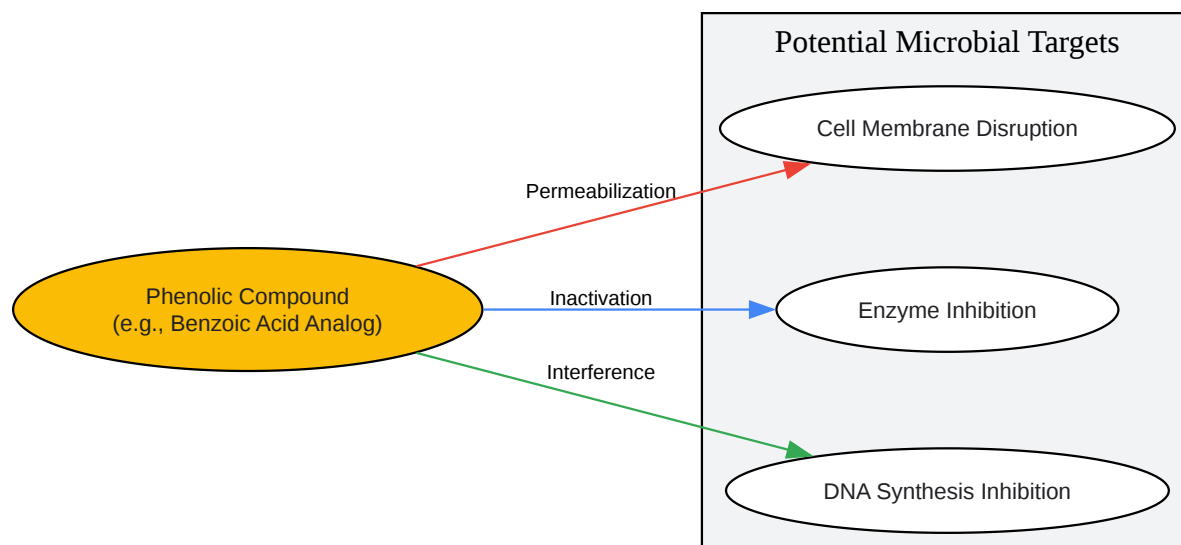 Potential Microbial Targets
Cell Membrane Disruption
Permeabilization
Phenolic Compound
(e.g., Benzoic Acid Analog)
Inactivation
Enzyme Inhibition
Interference
DNA Synthesis Inhibition